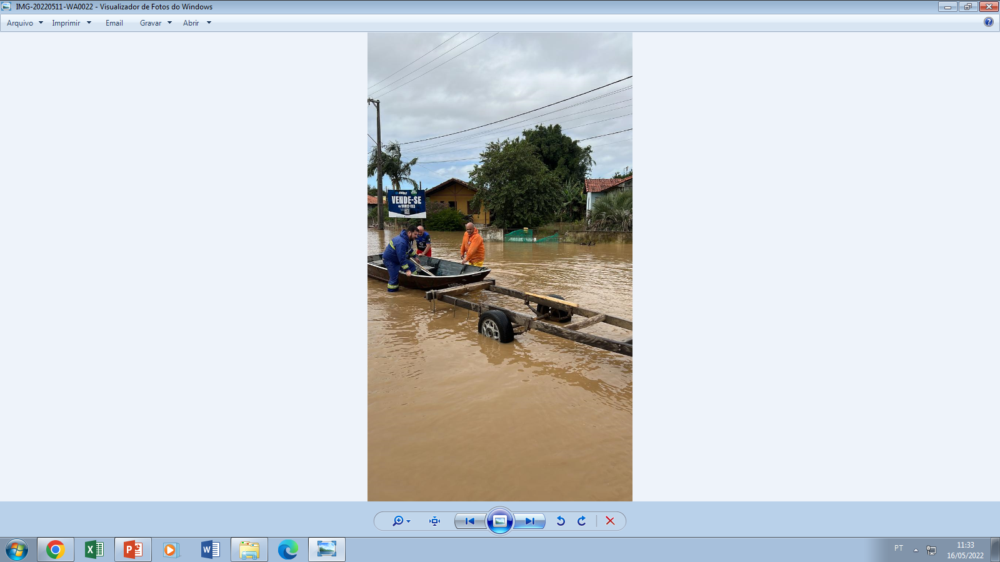 IMG-20220511-WA0022 - Visualizador de Fotos do Windows
Arquivo Imprimir Email Gravar Abrir
VENDE-SE
PT
11:33
16/05/2022